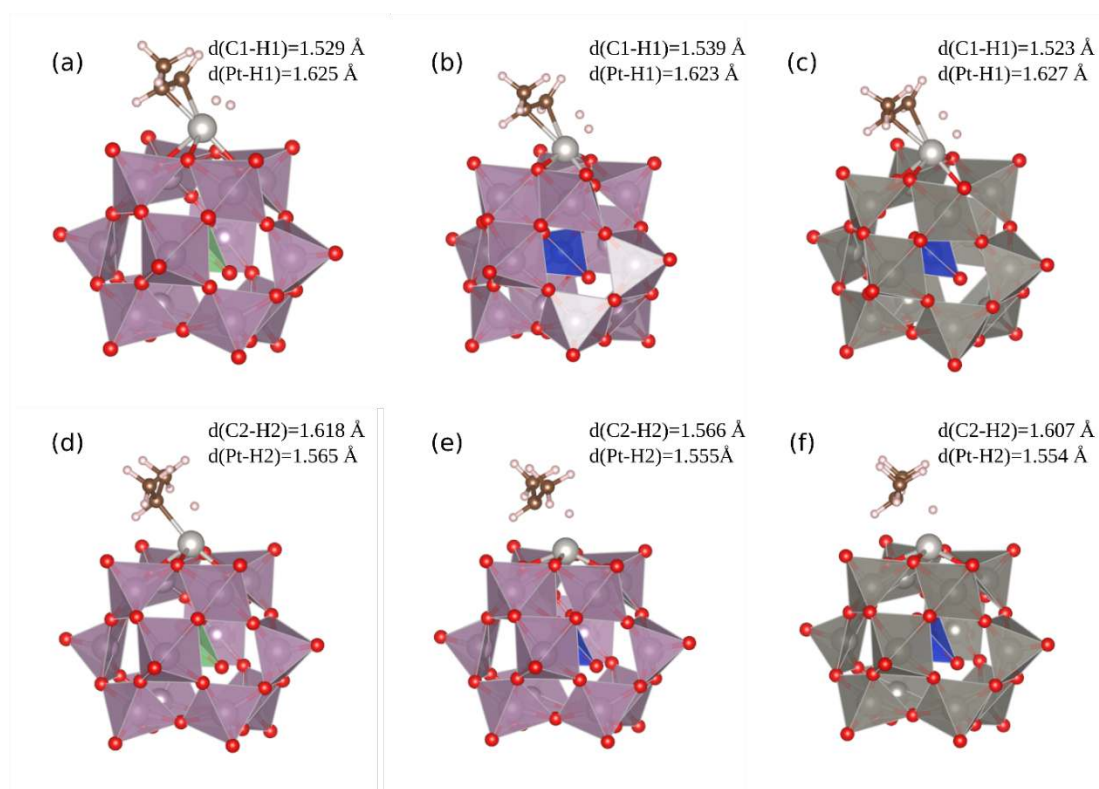 (a)
d(C1-H1)=1.529 Å
d(Pt-H1)=1.625 Å
(b)
d(C1-H1)=1.539 Å
d(Pt-H1)=1.623 Å
(c)
d(C1-H1)=1.523 Å
d(Pt-H1)=1.627 Å
(d)
d(C2-H2)=1.618 Å
d(Pt-H2)=1.565 Å
(e)
d(C2-H2)=1.566 Å
d(Pt-H2)=1.555Å
(f)
d(C2-H2)=1.607 Å
d(Pt-H2)=1.554 Å